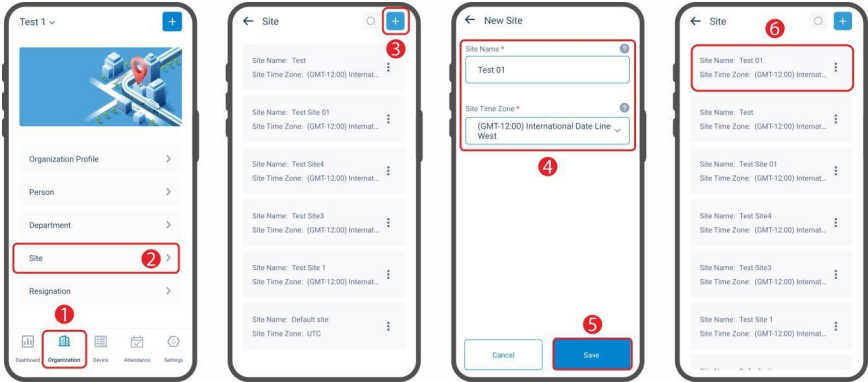 Test 1
Organization Profile
Person
Department
Site
2
Resignation
1
Dashboard
Organization
Device
Attendance
Settings
Site
3
Site Name: Test
Site Time Zone: (GMT-12:00) Internat...
Site Name: Test Site 01
Site Time Zone: (GMT-12:00) Internat...
Site Name: Test Site4
Site Time Zone: (GMT-12:00) Internat...
Site Name: Test Site3
Site Time Zone: (GMT-12:00) Internat...
Site Name: Test Site 1
Site Time Zone: (GMT-12:00) Internat...
Site Name: Default site
Site Time Zone: UTC
New Site
Site Name *
Test 01
Site Time Zone *
(GMT-12:00) International Date Line
West
4
5
Cancel
Save
Site
6
Site Name: Test 01
Site Time Zone: (GMT-12:00) Internat...
Site Name: Test
Site Time Zone: (GMT-12:00) Internat...
Site Name: Test Site 01
Site Time Zone: (GMT-12:00) Internat...
Site Name: Test Site4
Site Time Zone: (GMT-12:00) Internat...
Site Name: Test Site3
Site Time Zone: (GMT-12:00) Internat...
Site Name: Test Site 1
Site Time Zone: (GMT-12:00) Internat...